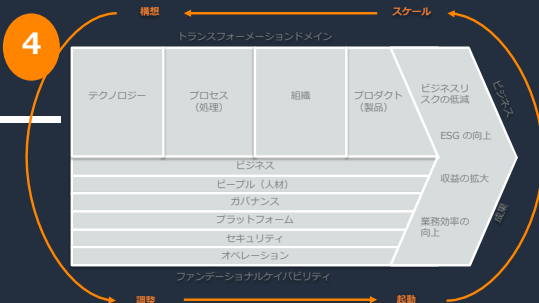 構想
スケール
4
トランスフォーメーションドメイン
テクノロジー
プロセス
（処理）
組織
プロダクト
（製品）
ビジネスリ
スクの低減
ESG の向上
収益の拡大
業務効率の
向上
ビジネス
成果
ビジネス
ピープル（人材）
ガバナンス
プラットフォーム
セキュリティ
オペレーション
ファンデーショナルケイパビリティ
調整
起動